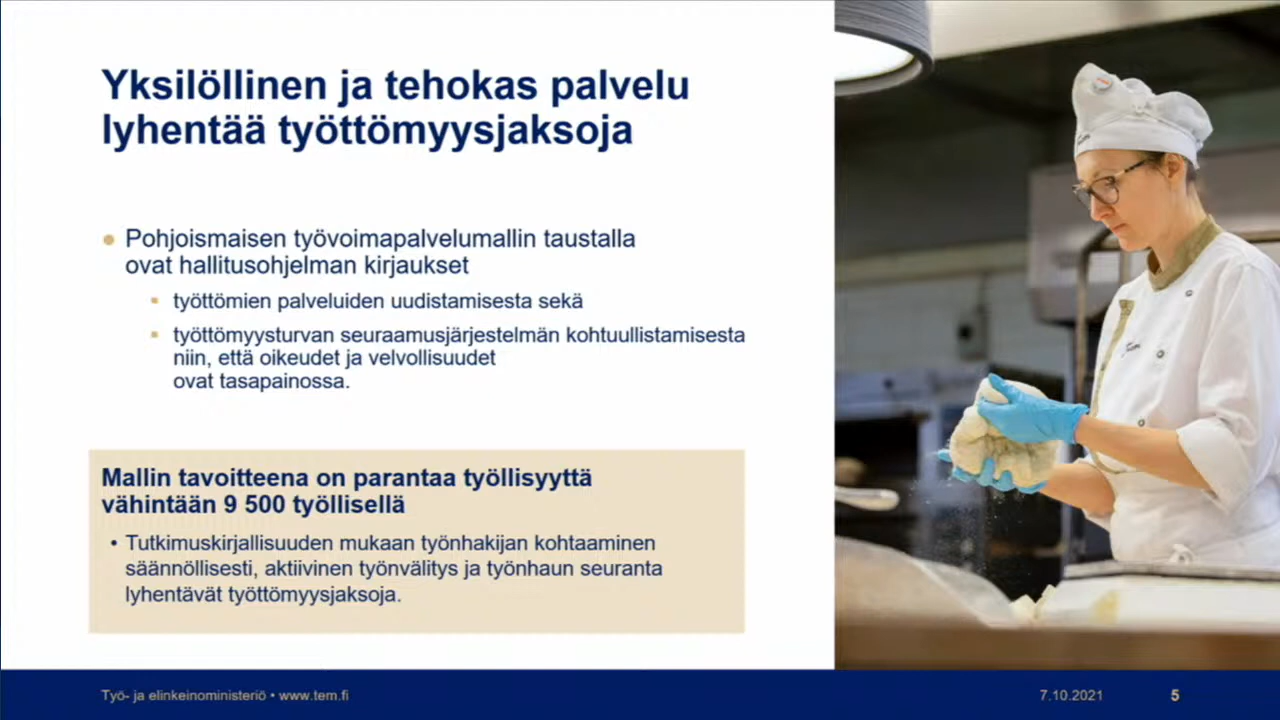 Yksilöllinen ja tehokas palvelu
lyhentää työttömyysjaksoja
Pohjoismaisen työvoimapalvelumallin taustalla
ovat hallitusohjelman kirjaukset
työttömien palveluiden uudistamisesta sekä
työttömyysturvan seuraamusjärjestelmän kohtuullistamisesta
niin, että oikeudet ja velvollisuudet
ovat tasapainossa.
Mallin tavoitteena on parantaa työllisyyttä
vähintään 9 500 työllisellä
• Tutkimuskirjallisuuden mukaan työnhakijan kohtaaminen
säännöllisesti, aktiivinen työnvälitys ja työnhaun seuranta
lyhentävät työttömyysjaksoja.
Työ- ja elinkeinoministeriö • www.tem.fi
7.10.2021
5